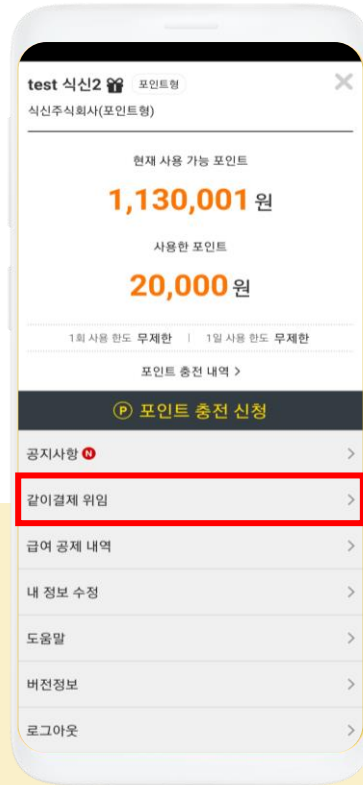 test 식신2 포인트형
식신주식회사(포인트형)
현재 사용 가능 포인트
1,130,001 원
사용한 포인트
20,000 원
1회 사용 한도 무제한 | 1일 사용 한도 무제한
포인트 충전 내역 >
P 포인트 충전 신청
공지사항 N >
같이결제 위임 >
급여 공제 내역 >
내 정보 수정 >
도움말 >
버전정보 >
로그아웃 >